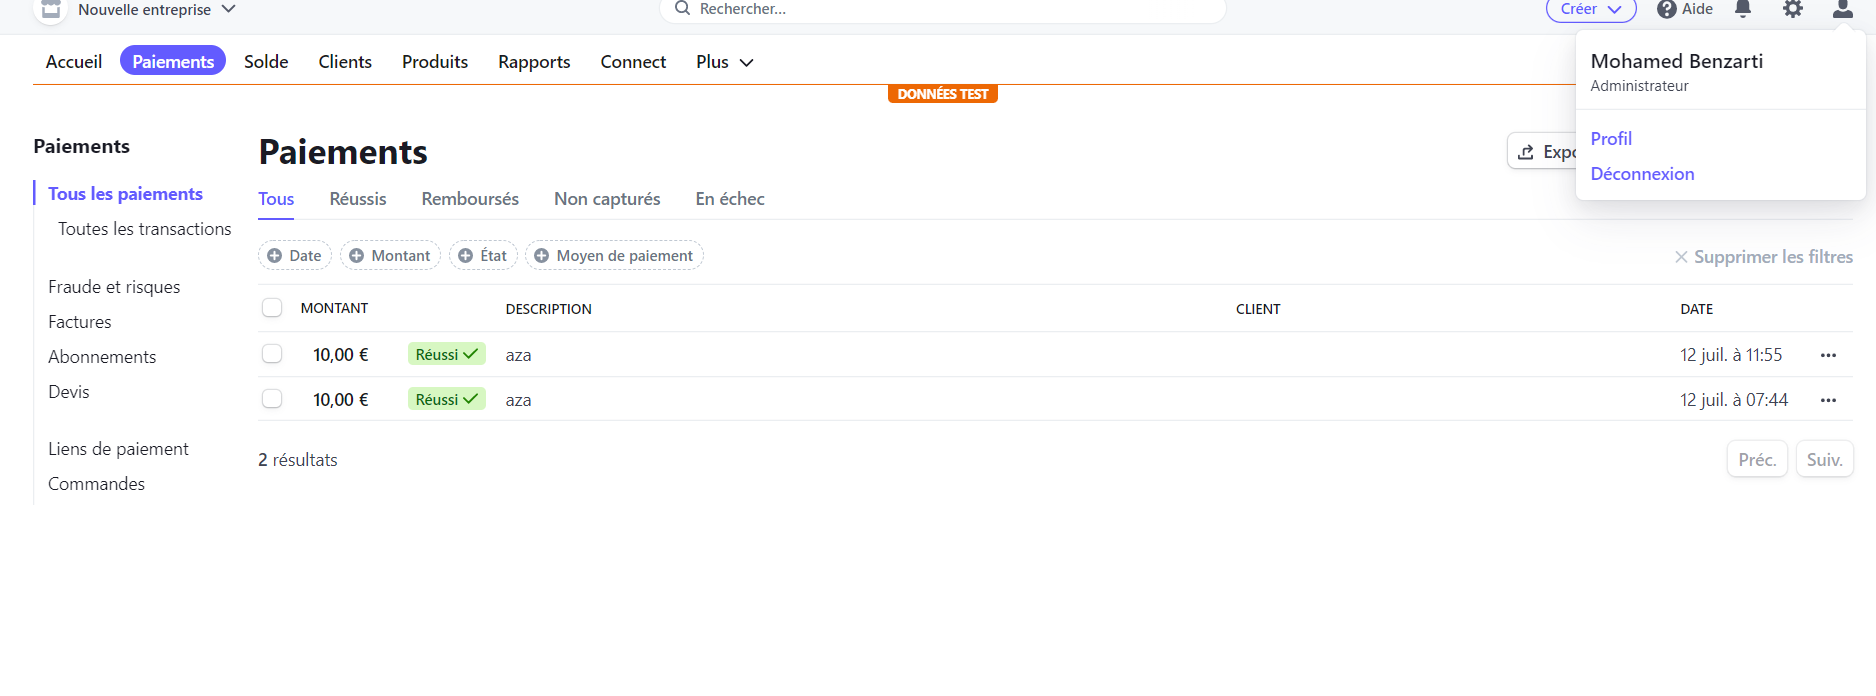 Nouvelle entreprise
Rechercher...
Créer
Aide
Accueil Paiements Solde Clients Produits Rapports Connect Plus
DONNÉES TEST
Mohamed Benzarti
Administrateur
Profil
Déconnexion
Paiements
Tous les paiements
Toutes les transactions
Fraude et risques
Factures
Abonnements
Devis
Liens de paiement
Commandes
Paiements
Expo
Tous Réussis Remboursés Non capturés En échec
Date Montant État Moyen de paiement
Supprimer les filtres
MONTANT DESCRIPTION CLIENT DATE
10,00 € Réussi aza 12 juil. à 11:55
10,00 € Réussi aza 12 juil. à 07:44
2 résultats
Préc. Suiv.